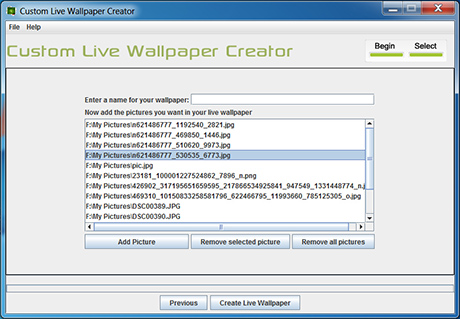 Custom Live Wallpaper Creator
File Help
Custom Live Wallpaper Creator
Begin Select
Enter a name for your wallpaper:
Now add the pictures you want in your live wallpaper
F:\My Pictures\n621486777_1192540_2821.jpg
F:\My Pictures\n621486777_469850_1446.jpg
F:\My Pictures\n621486777_510620_9973.jpg
F:\My Pictures\n621486777_530535_6773.jpg
F:\My Pictures\pic.jpg
F:\My Pictures\23181_100001227524862_7896_n.png
F:\My Pictures\426902_317195651659595_217866534925841_947549_1331448774_n.j
F:\My Pictures\469310_10150833258581796_622466795_11993660_785125305_o.jpg
F:\My Pictures\DSC00389.JPG
F:\My Pictures\DSC00390.JPG
Add Picture Remove selected picture Remove all pictures
Previous Create Live Wallpaper